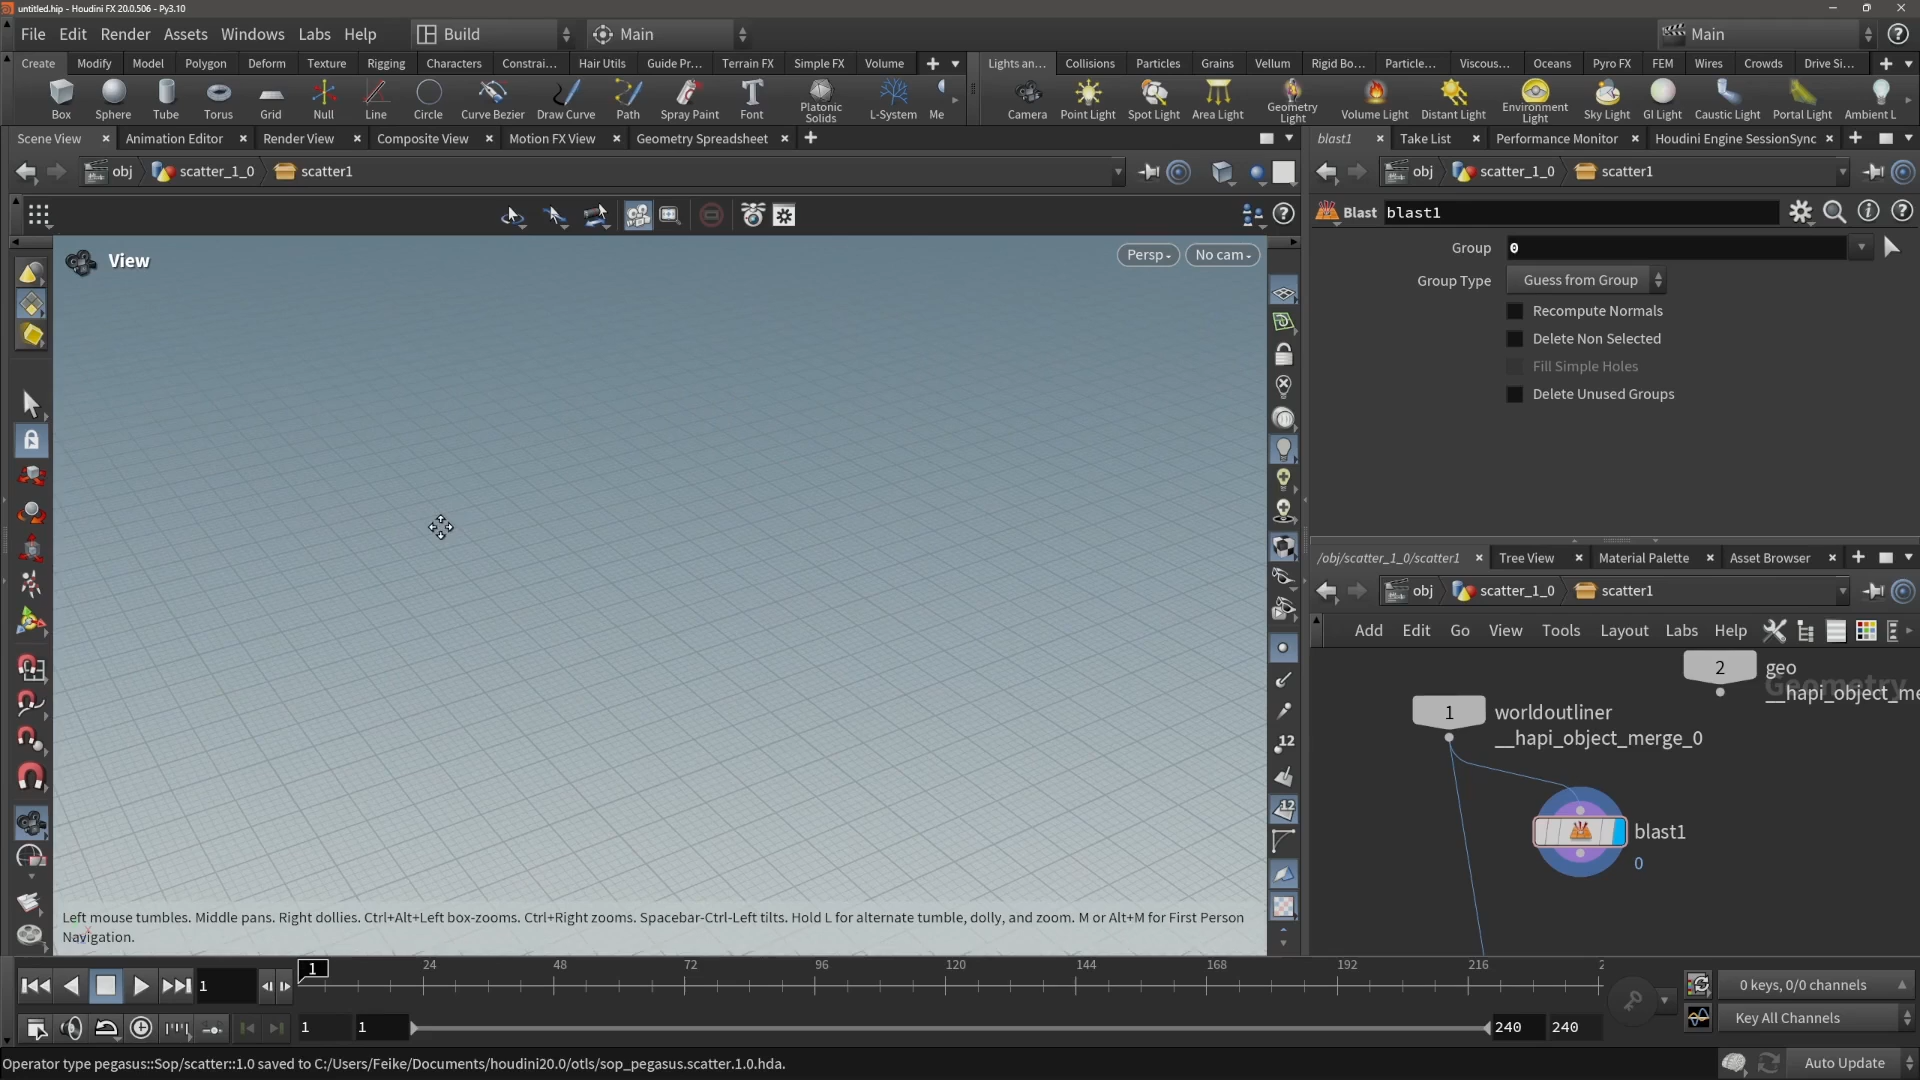 untitled.hip - Houdini FX 20.0.506 - Py3.10
File Edit Render Assets Windows Labs Help Build Main Main
Create Modify Model Polygon Deform Texture Rigging Characters Constrai... Hair Utils Guide Pr... Terrain FX Simple FX Volume
Lights an... Collisions Particles Grains Vellum Rigid Bo... Particle... Viscous... Oceans Pyro FX FEM Wires Crowds Drive Si...
Box Sphere Tube Torus Grid Null Line Circle Curve Bezier Draw Curve Path Spray Paint Font Platonic Solids L-System Me
Camera Point Light Spot Light Area Light Geometry Light Volume Light Distant Light Environment Light Sky Light GI Light Caustic Light Portal Light Ambient L
Scene View Animation Editor Render View Composite View Motion FX View Geometry Spreadsheet
blast1 Take List Performance Monitor Houdini Engine SessionSync
obj scatter_1_0 scatter1
obj scatter_1_0 scatter1
Blast blast1
View
Persp No cam
Group 0
Group Type Guess from Group
Recompute Normals
Delete Non Selected
Fill Simple Holes
Delete Unused Groups
/obj/scatter_1_0/scatter1 Tree View Material Palette Asset Browser
obj scatter_1_0 scatter1
Add Edit Go View Tools Layout Labs Help
2 geo
Geometry
__hapi_object_me
1 worldoutliner
__hapi_object_merge_0
12
12
blast1
0
Left mouse tumbles. Middle pans. Right dollies. Ctrl+Alt+Left box-zooms. Ctrl+Right zooms. Spacebar-Ctrl-Left tilts. Hold L for alternate tumble, dolly, and zoom. M or Alt+M for First Person
Navigation.
1 1 24 48 72 96 120 144 168 192 216 2
0 keys, 0/0 channels
1 1 240 240
Key All Channels
Operator type pegasus::Sop/scatter::1.0 saved to C:/Users/Feike/Documents/houdini20.0/otls/sop_pegasus.scatter.1.0.hda.
Auto Update